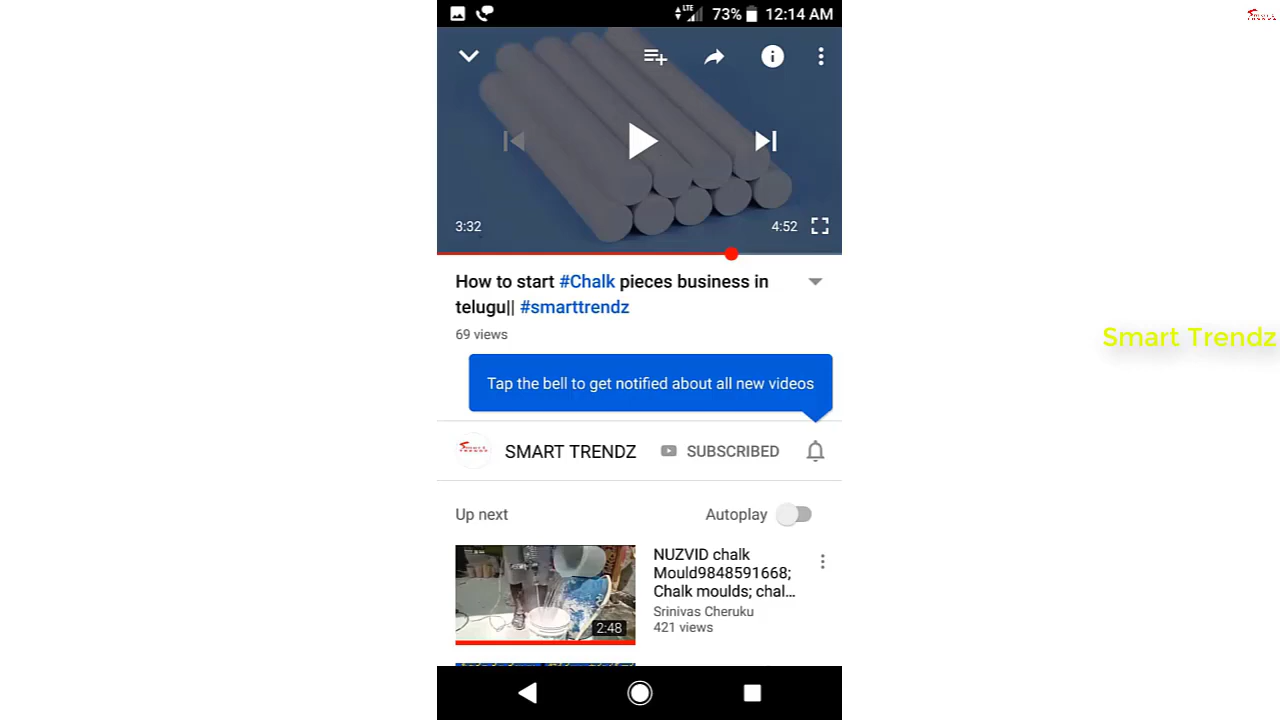 LTE
73%
12:14 AM
3:32
4:52
How to start #Chalk pieces business in
telugu|| #smarttrendz
69 views
Tap the bell to get notified about all new videos
SMART TRENDZ
SUBSCRIBED
Up next
Autoplay
2:48
NUZVID chalk
Mould9848591668;
Chalk moulds; chal...
Srinivas Cheruku
421 views
Smart Trendz